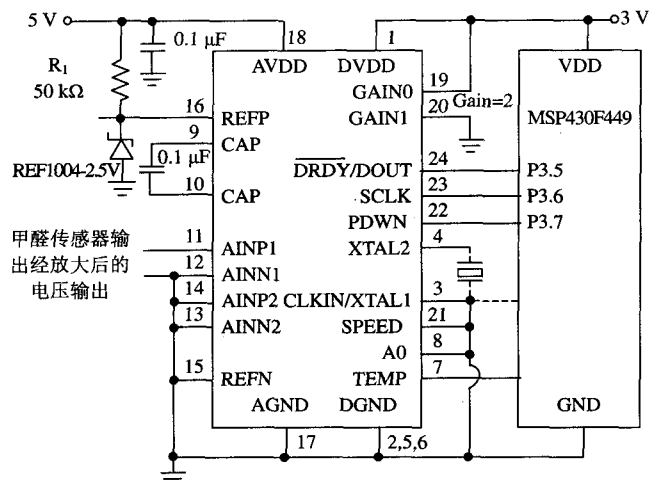 5 V
3 V
0.1 μF
18
1
R1
50 kΩ
AVDD
DVDD
VDD
19
GAIN0
16
REFP
20
Gain=2
GAIN1
MSP430F449
9
CAP
0.1 μF
REF1004-2.5V
24
DRDY/DOUT
P3.5
10
CAP
23
SCLK
P3.6
22
PDWN
P3.7
甲醛传感器输
出经放大后的
电压输出
11
AINP1
4
XTAL2
12
AINN1
14
AINP2
3
CLKIN/XTAL1
13
AINN2
21
SPEED
8
A0
15
REFN
7
TEMP
AGND
DGND
GND
17
2,5,6